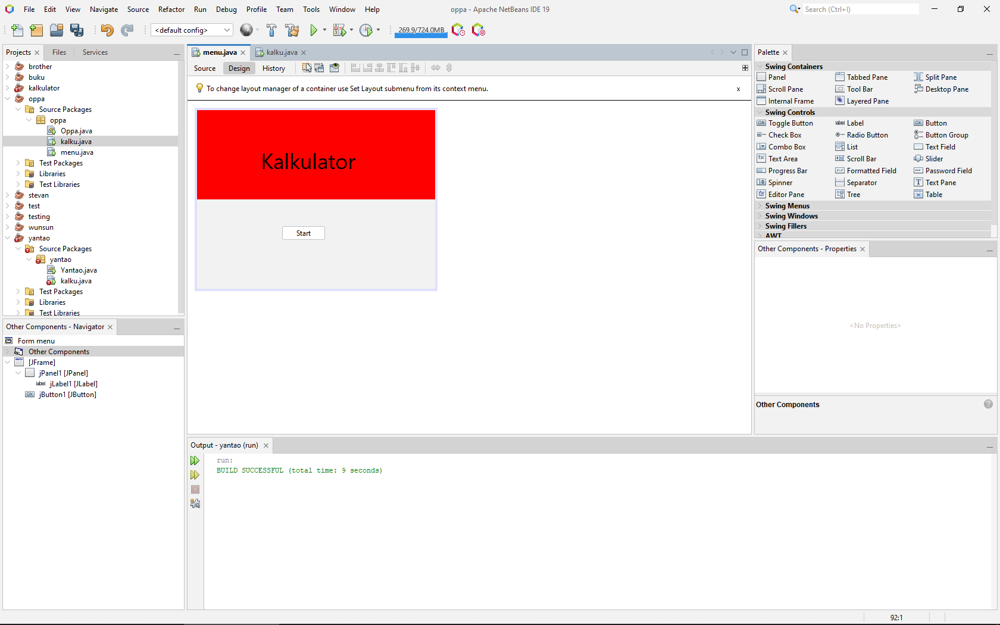 File Edit View Navigate Source Refactor Run Debug Profile Team Tools Window Help
oppa - Apache NetBeans IDE 19
Search (Ctrl+I)
<default config>
269.9/724.0MB
Projects Files Services
brother
buku
kalkulator
oppa
Source Packages
oppa
Oppa.java
kalku.java
menu.java
Test Packages
Libraries
Test Libraries
stevan
test
testing
wunsun
yantao
Source Packages
yantao
Yantao.java
kalku.java
Test Packages
Libraries
Test Libraries
Other Components - Navigator
Form menu
Other Components
[JFrame]
jPanel1 [JPanel]
label jLabel1 [JLabel]
OK jButton1 [JButton]
menu.java kalku.java
Source Design History
To change layout manager of a container use Set Layout submenu from its context menu. x
Kalkulator
Start
Output - yantao (run)
run:
BUILD SUCCESSFUL (total time: 9 seconds)
Palette
Swing Containers
Panel Tabbed Pane Split Pane
Scroll Pane Tool Bar Desktop Pane
Internal Frame Layered Pane
Swing Controls
ON Toggle Button label Label OK Button
Check Box Radio Button Button Group
Combo Box List Text Field
Text Area Scroll Bar Slider
Progress Bar Formatted Field Password Field
Spinner Separator Text Pane
Editor Pane Tree Table
Swing Menus
Swing Windows
Swing Fillers
AWT
Other Components - Properties
<No Properties>
Other Components
92:1